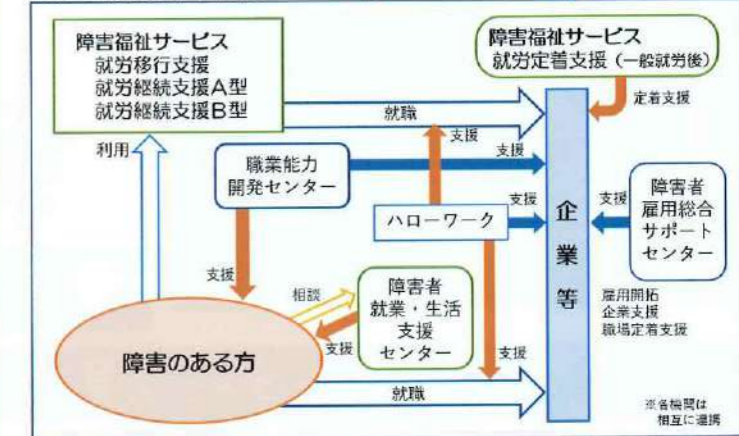 障害福祉サービス
就労移行支援
就労継続支援A型
就労継続支援B型
障害福祉サービス
就労定着支援（一般就労後）
就職
定着支援
支援
利用
職業能力
開発センター
支援
ハローワーク
支援
企業等
支援
障害者
雇用総合
サポート
センター
雇用開拓
企業支援
職場定着支援
支援
相談
障害者
就業・生活
支援
センター
支援
支援
障害のある方
就職
※各機関は
相互に連携